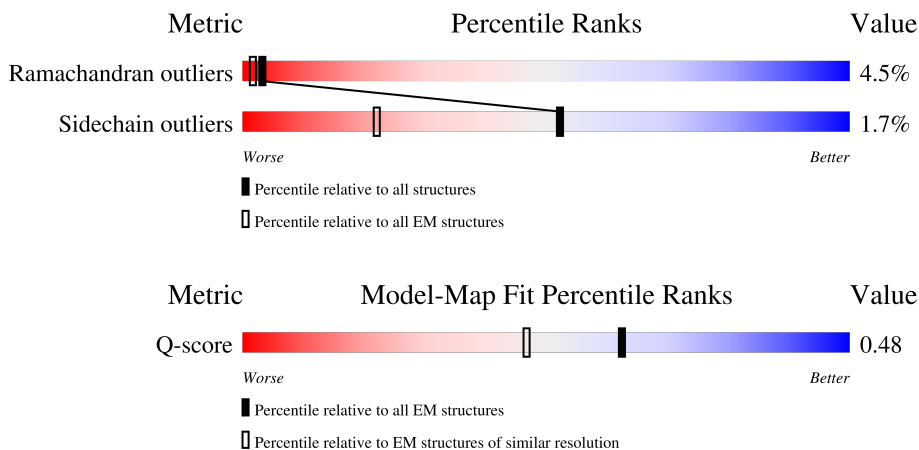 Metric Percentile Ranks Value
Ramachandran outliers 4.5%
Sidechain outliers 1.7%
Worse Better
Percentile relative to all structures
Percentile relative to all EM structures
Metric Model-Map Fit Percentile Ranks Value
Q-score 0.48
Worse Better
Percentile relative to all EM structures
Percentile relative to EM structures of similar resolution